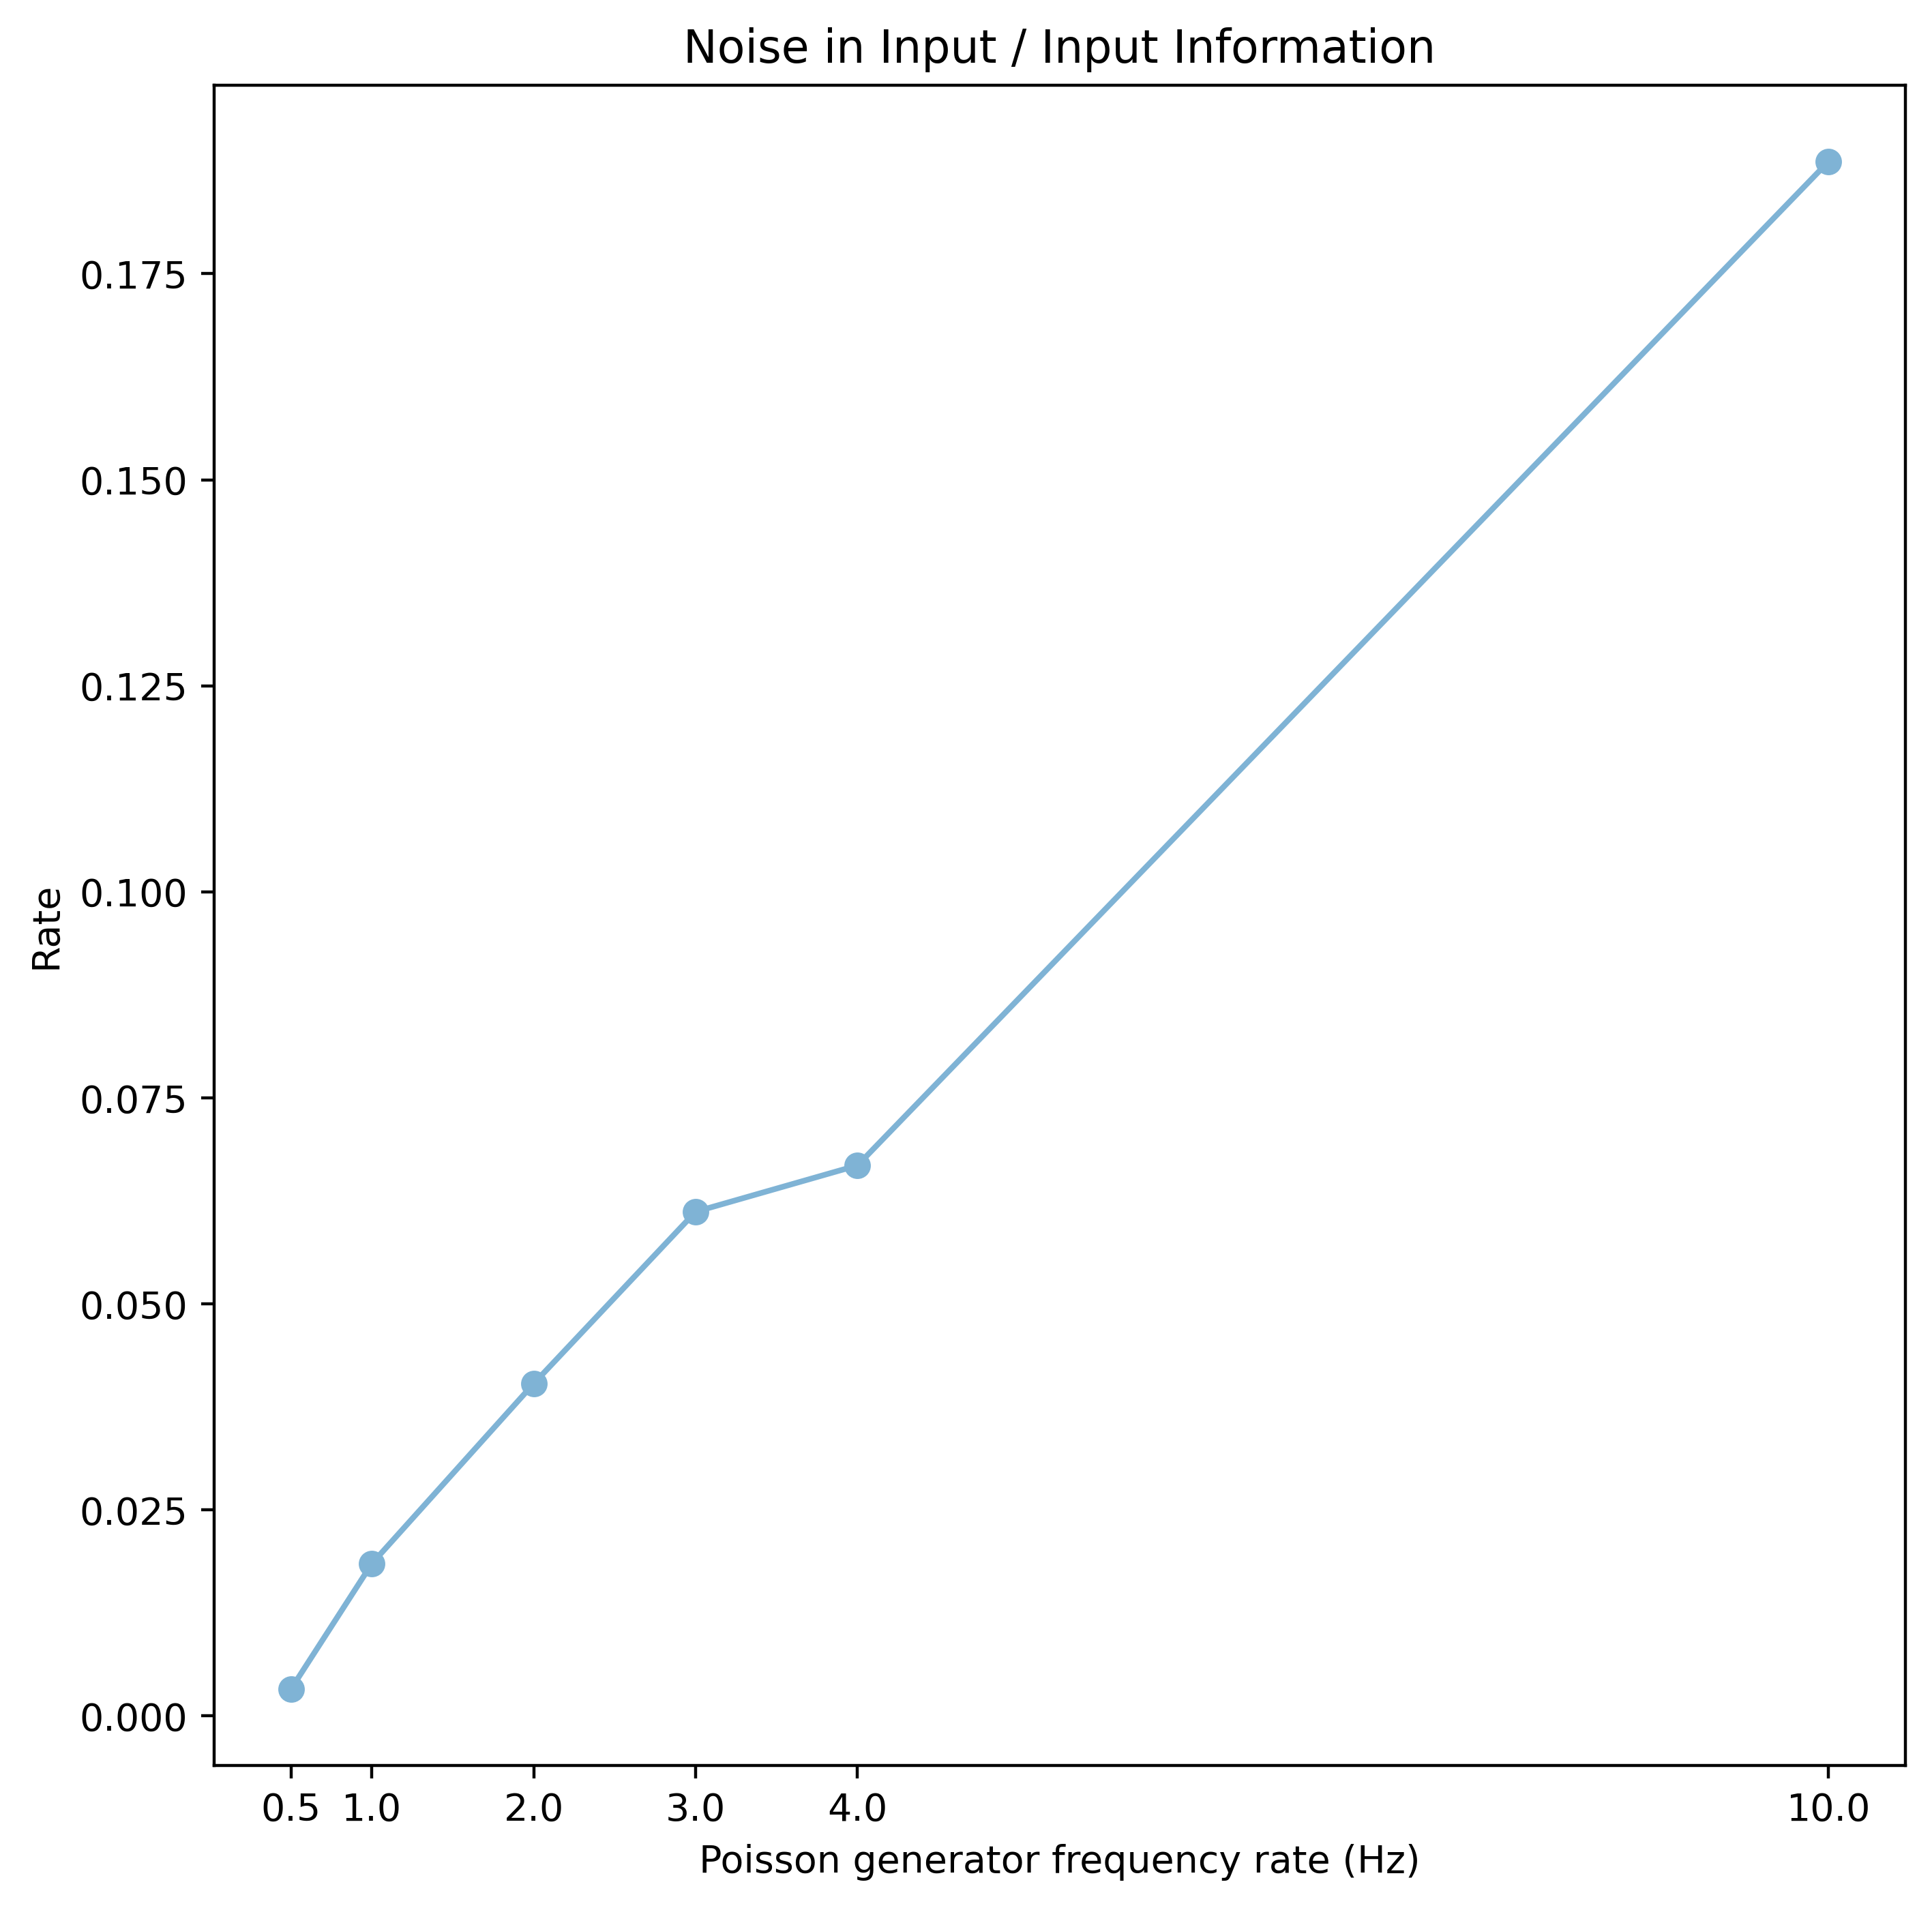 Noise in Input / Input Information
0.175
0.150
0.125
0.100
0.075
0.050
0.025
0.000
Rate
0.5 1.0 2.0 3.0 4.0 10.0
Poisson generator frequency rate (Hz)